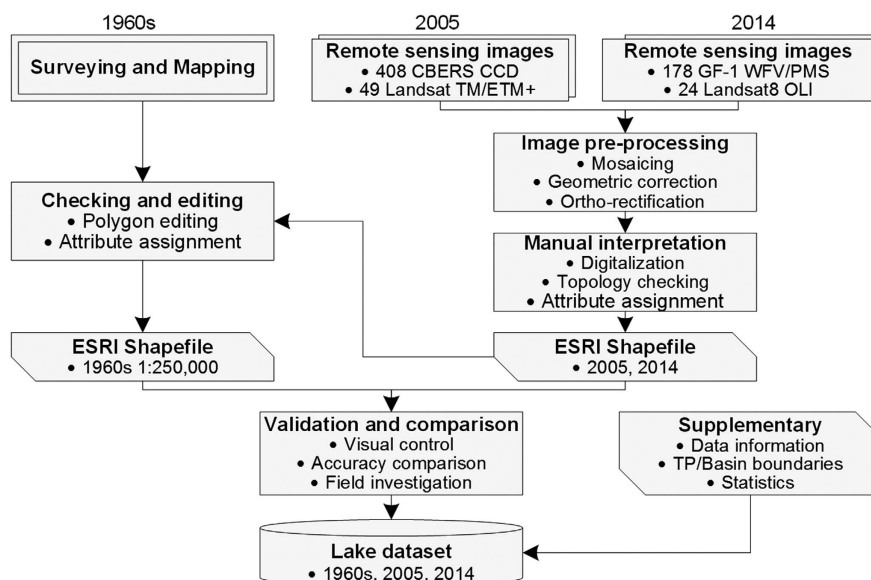 1960s
2005
2014
Surveying and Mapping
Remote sensing images
• 408 CBERS CCD
• 49 Landsat TM/ETM+
Remote sensing images
• 178 GF-1 WFV/PMS
• 24 Landsat8 OLI
Image pre-processing
• Mosaicing
• Geometric correction
• Ortho-rectification
Checking and editing
• Polygon editing
• Attribute assignment
Manual interpretation
• Digitalization
• Topology checking
• Attribute assignment
ESRI Shapefile
• 1960s 1:250,000
ESRI Shapefile
• 2005, 2014
Validation and comparison
• Visual control
• Accuracy comparison
• Field investigation
Supplementary
• Data information
• TP/Basin boundaries
• Statistics
Lake dataset
• 1960s, 2005, 2014